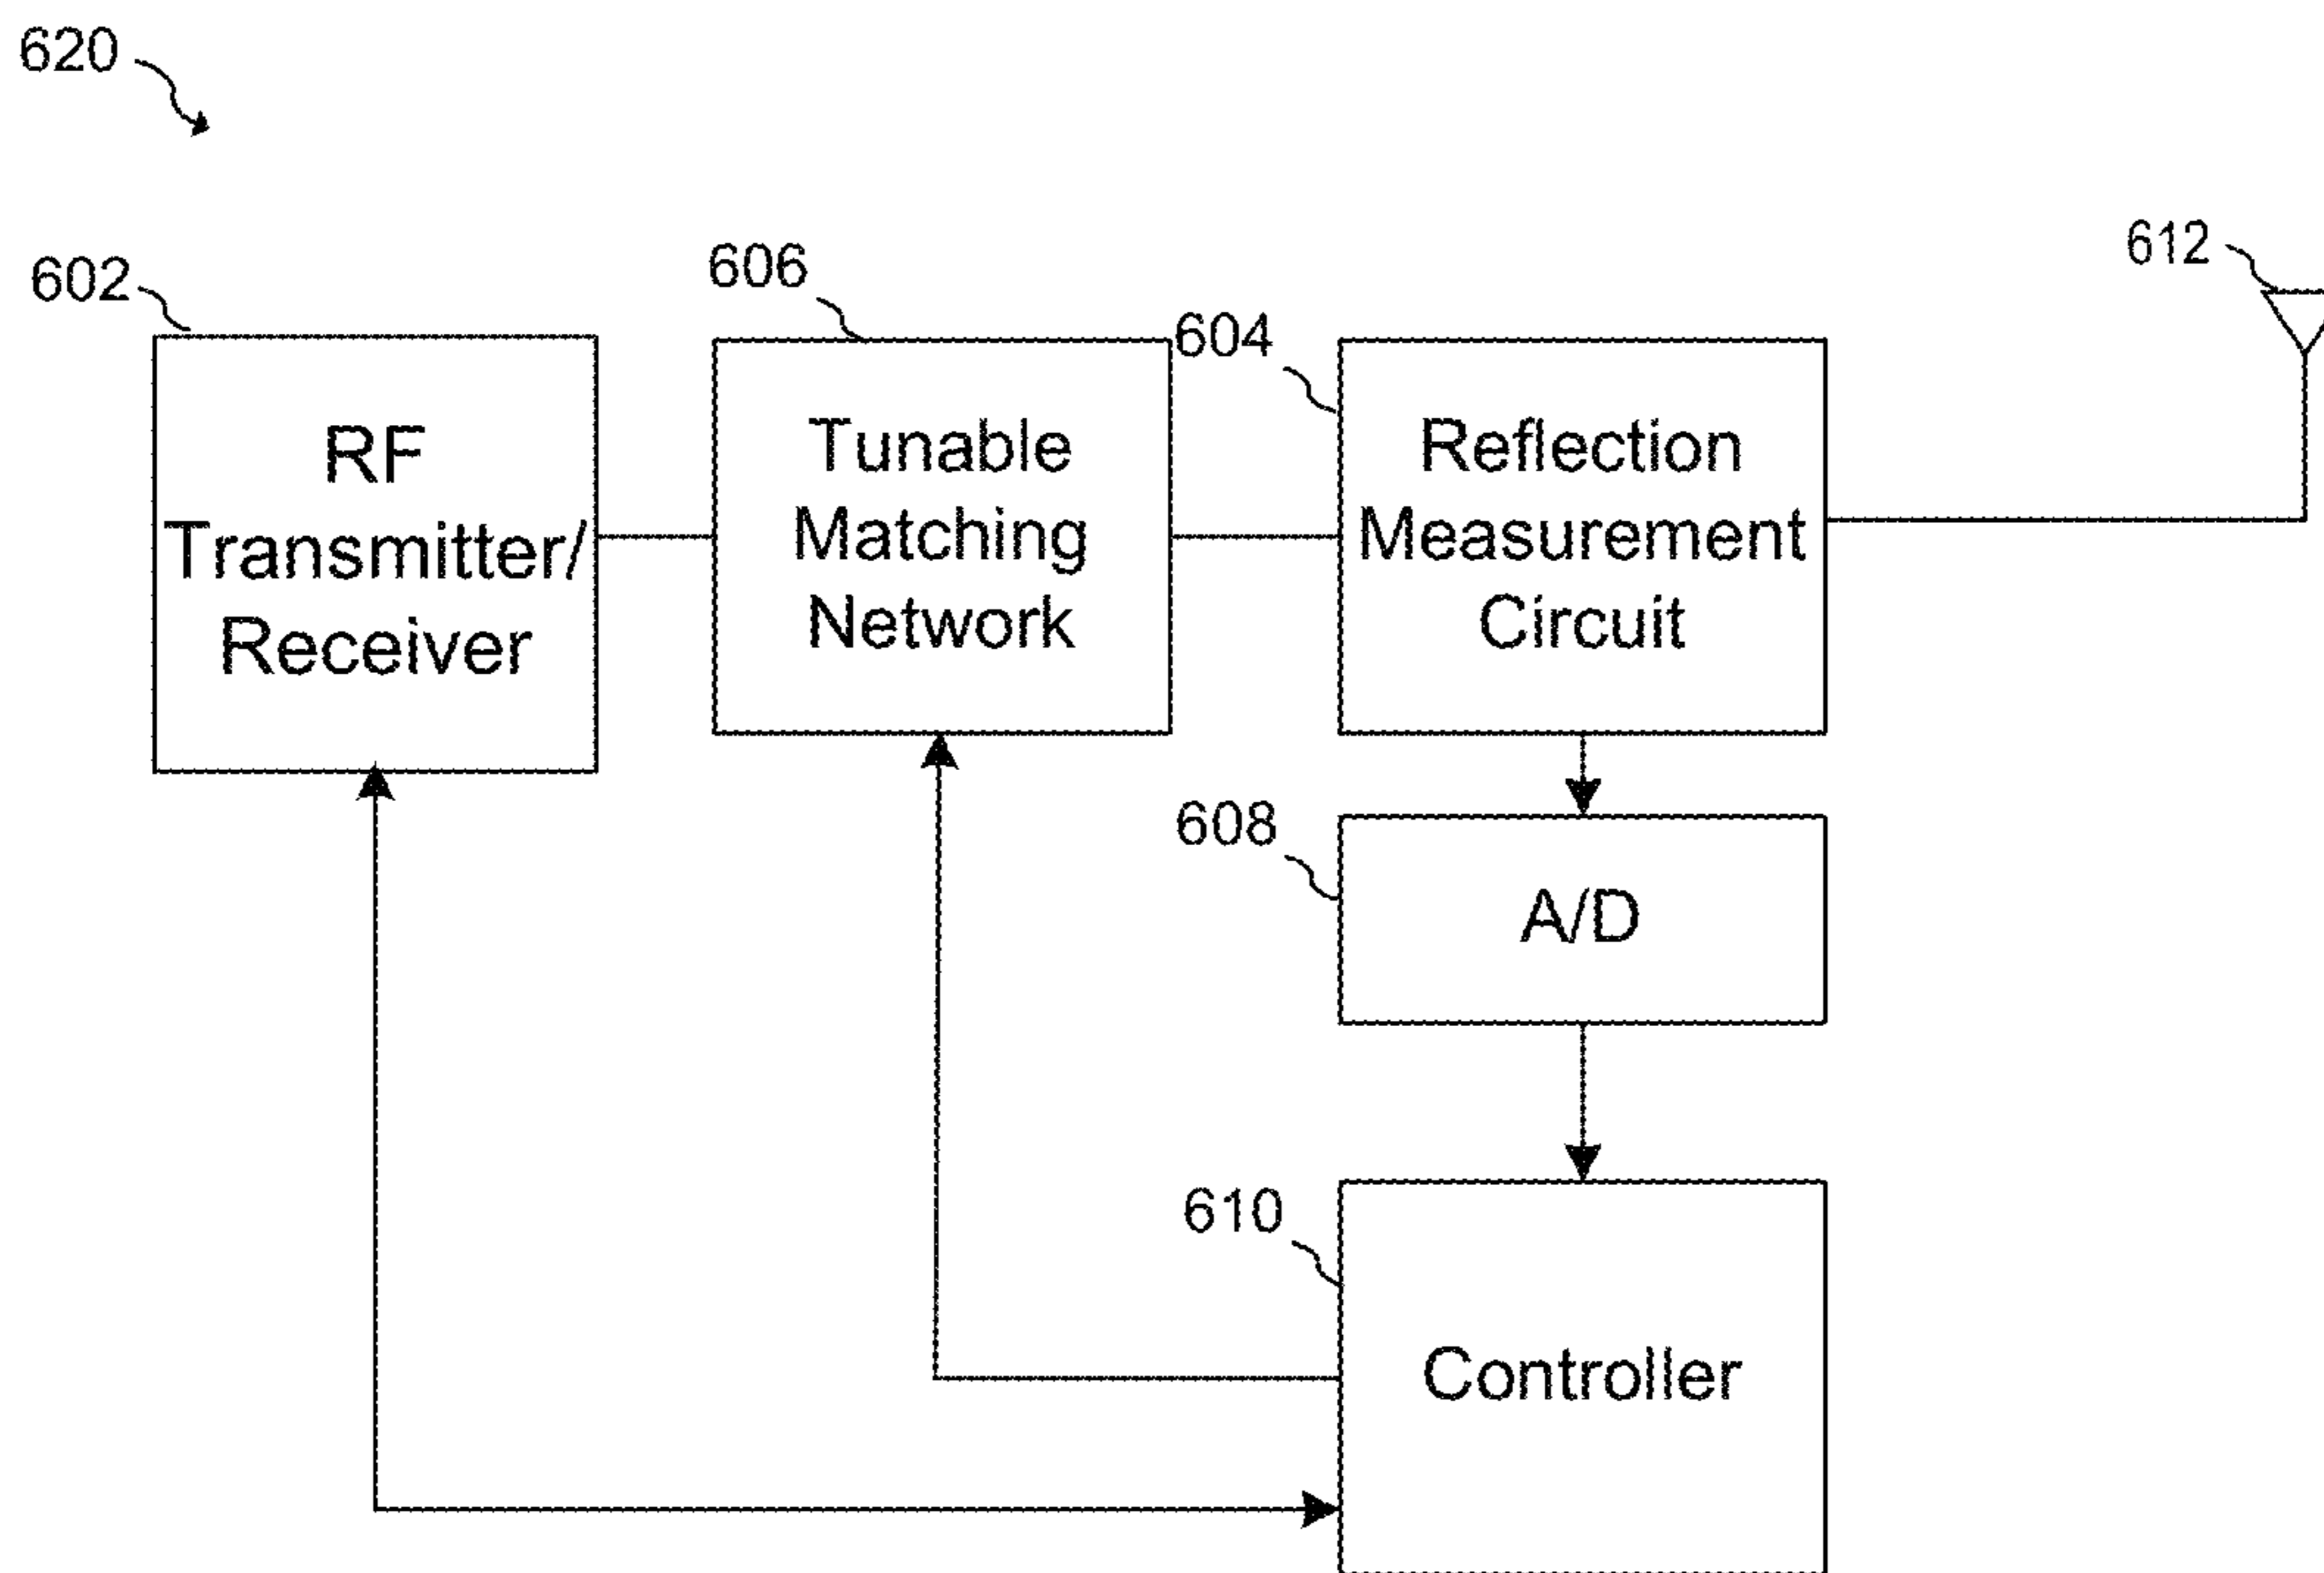 620
602
606
604
612
RF
Transmitter/
Receiver
Tunable
Matching
Network
Reflection
Measurement
Circuit
608
A/D
610
Controller